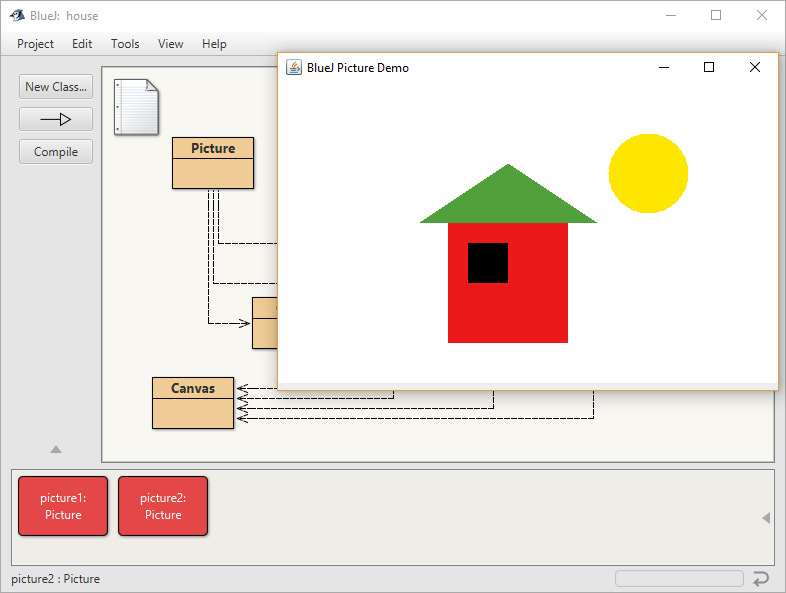 BlueJ: house
Project Edit Tools View Help
New Class...
Compile
BlueJ Picture Demo
Picture
Canvas
picture1:
Picture
picture2:
Picture
picture2 : Picture